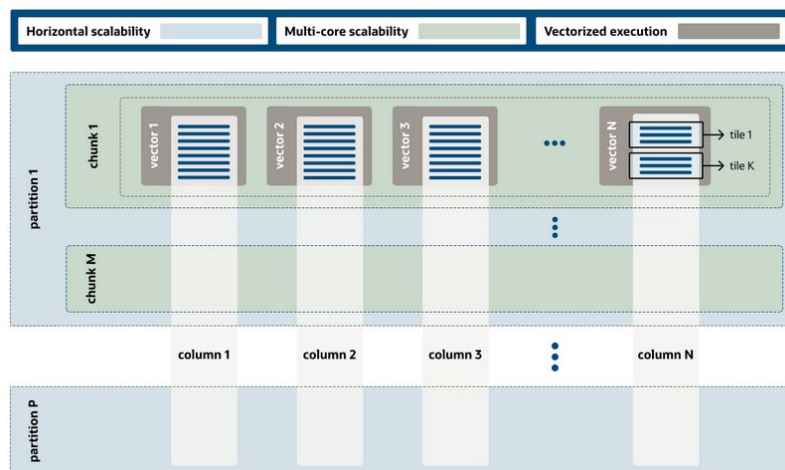 Horizontal scalability
Multi-core scalability
Vectorized execution
partition 1
chunk 1
vector 1
vector 2
vector 3
vector N
tile 1
tile K
chunk M
column 1
column 2
column 3
column N
partition P